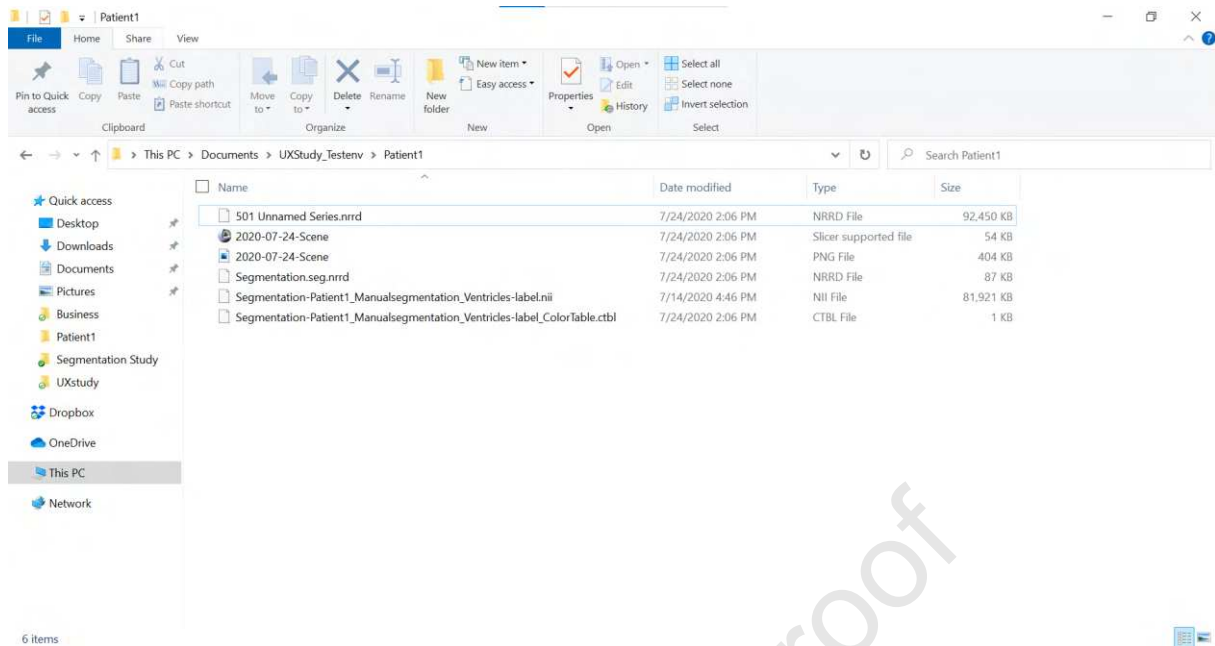 Patient1
File Home Share View
Pin to Quick access
Copy
Paste
Cut
Copy path
Paste shortcut
Clipboard
Move to
Copy to
Delete
Rename
Organize
New folder
New item
Easy access
New
Properties
Open
Edit
History
Open
Select all
Select none
Invert selection
Select
This PC > Documents > UXStudy_Testenv > Patient1
Search Patient1
Name Date modified Type Size
501 Unnamed Series.nrrd 7/24/2020 2:06 PM NRRD File 92,450 KB
2020-07-24-Scene 7/24/2020 2:06 PM Slicer supported file 54 KB
2020-07-24-Scene 7/24/2020 2:06 PM PNG File 404 KB
Segmentation.seg.nrrd 7/24/2020 2:06 PM NRRD File 87 KB
Segmentation-Patient1_Manualsegmentation_Ventricles-label.nii 7/14/2020 4:46 PM NII File 81,921 KB
Segmentation-Patient1_Manualsegmentation_Ventricles-label_ColorTable.ctbl 7/24/2020 2:06 PM CTBL File 1 KB
Quick access
Desktop
Downloads
Documents
Pictures
Business
Patient1
Segmentation Study
UXstudy
Dropbox
OneDrive
This PC
Network
6 items
roof